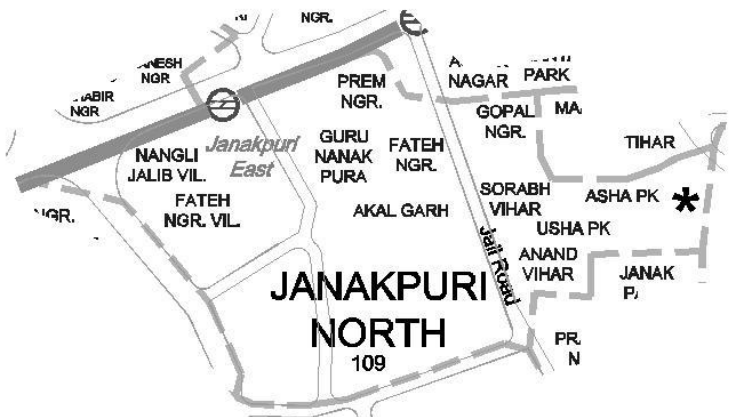 NGR.
NGR
NGR
PREM
NGR.
NAGAR
PARK
GOPAL
NGR.
TIHAR
NANGLI
JALIB VIL.
Janakpuri
East
GURU
NANAK
PURA
FATEH
NGR.
FATEH
NGR. VIL.
AKAL GARH
SORABH
VIHAR
ASHA PK
*
USHA PK
NGR.
Jail Road
ANAND
VIHAR
JANAK
JANAKPURI
NORTH
109